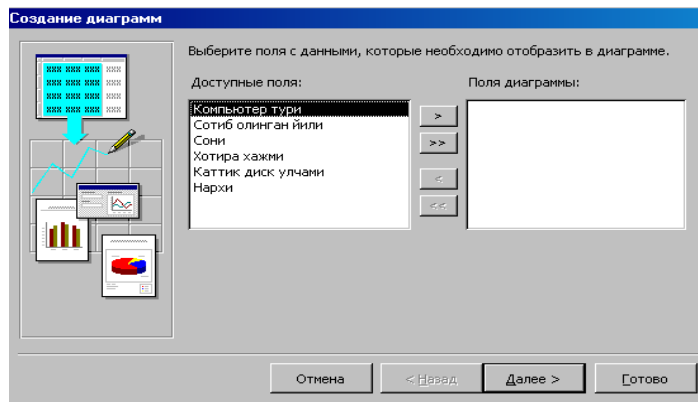 Создание диаграмм
Выберите поля с данными, которые необходимо отобразить в диаграмме.
Доступные поля:
Поля диаграммы:
Компьютер тури
Сотиб олинган йили
Сони
Хотира хажми
Каттик диск улчами
Нархи
>
>>
<
<<
Отмена
< Назад
Далее >
Готово